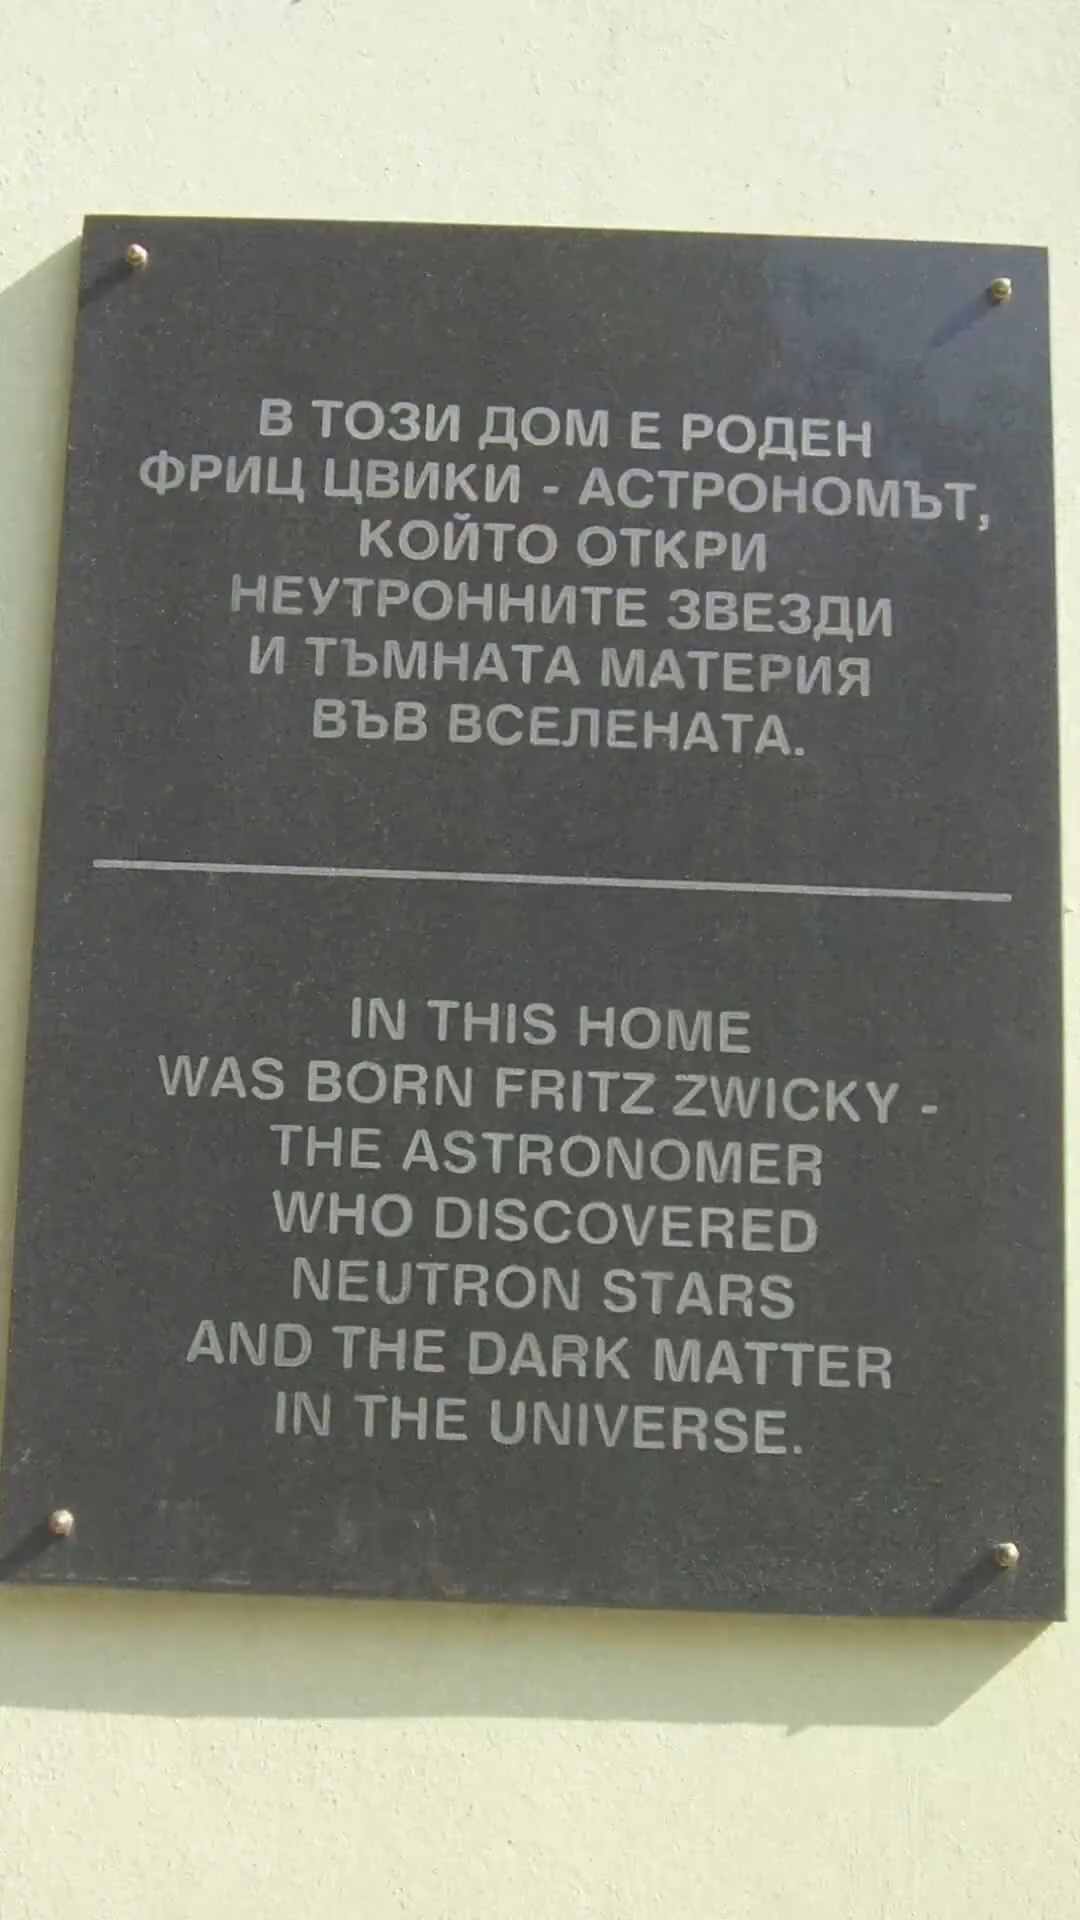 В ТОЗИ ДОМ Е РОДЕН
ФРИЦ ЦВИКИ - АСТРОНОМЪТ,
КОЙТО ОТКРИ
НЕУТРОННИТЕ ЗВЕЗДИ
И ТЪМНАТА МАТЕРИЯ
ВЪВ ВСЕЛЕНАТА.
IN THIS HOME
WAS BORN FRITZ ZWICKY -
THE ASTRONOMER
WHO DISCOVERED
NEUTRON STARS
AND THE DARK MATTER
IN THE UNIVERSE.